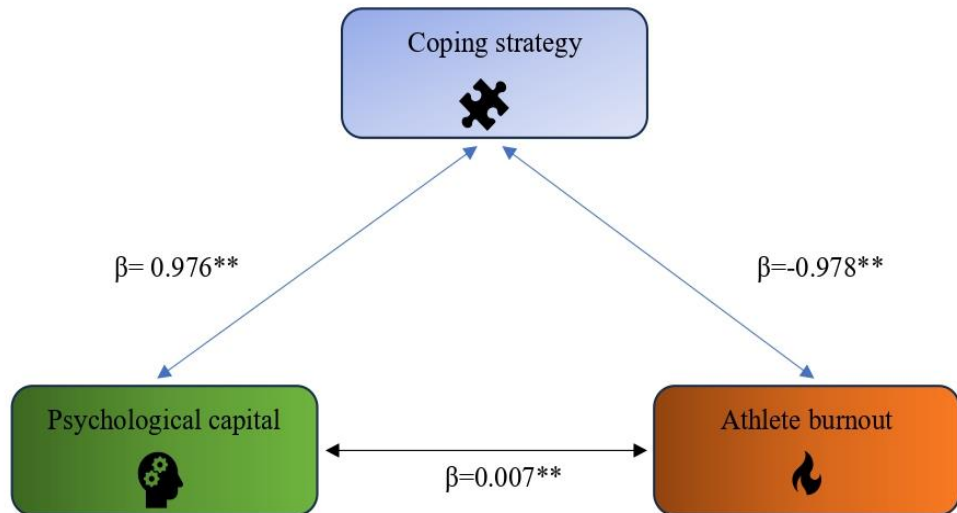 Coping strategy
β= 0.976**
β=-0.978**
Psychological capital
Athlete burnout
β=0.007**